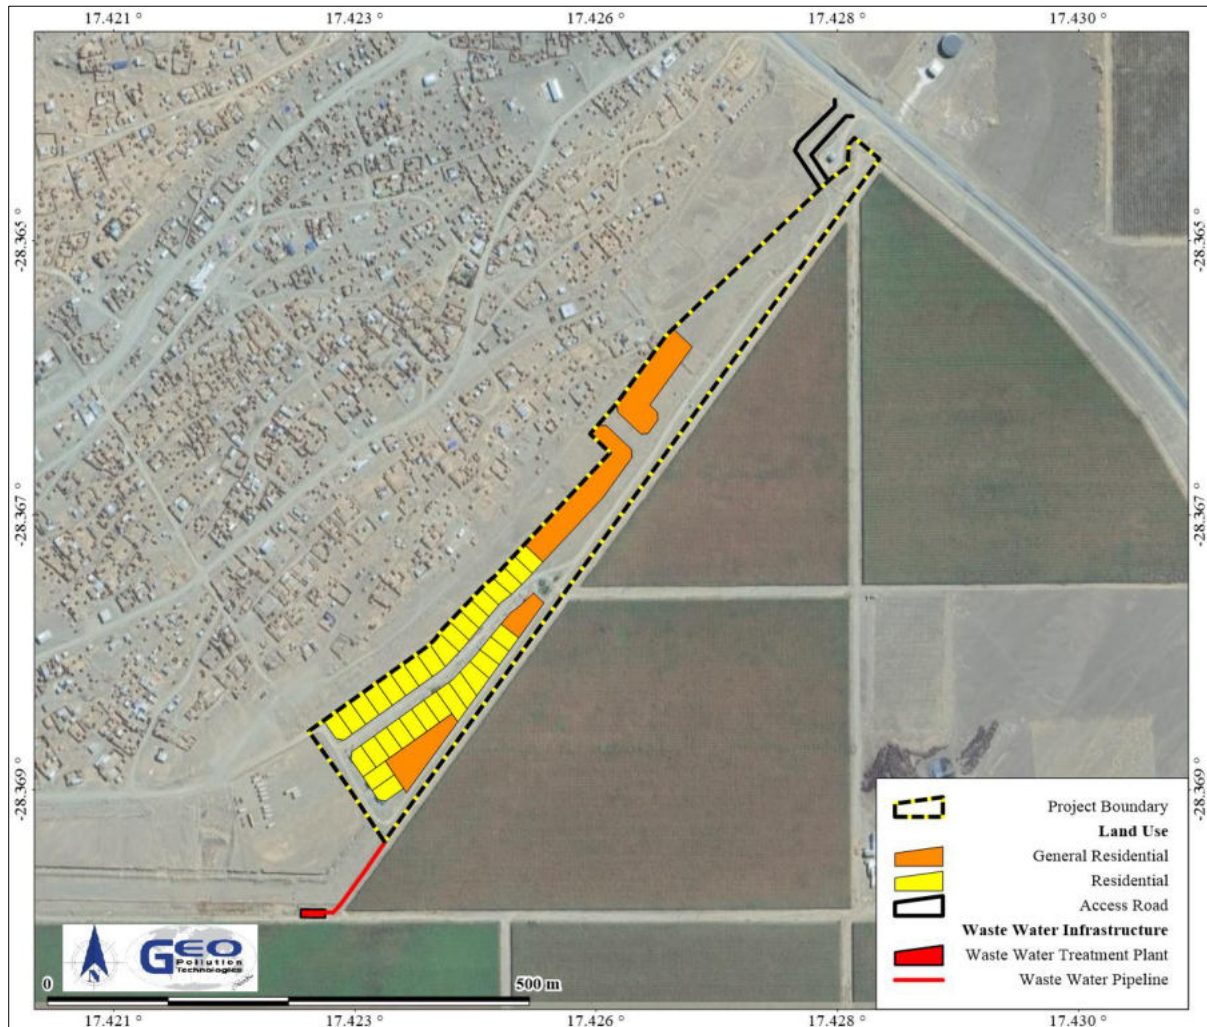 17.421 ° 17.423 ° 17.426 ° 17.428 ° 17.430 °
-28.365 ° -28.365 °
-28.367 ° -28.367 °
-28.369 ° -28.369 °
Project Boundary
Land Use
General Residential
Residential
Access Road
Waste Water Infrastructure
Waste Water Treatment Plant
Waste Water Pipeline
N
GEO
Pollution
Technologies
0 500 m
17.421 ° 17.423 ° 17.426 ° 17.428 ° 17.430 °